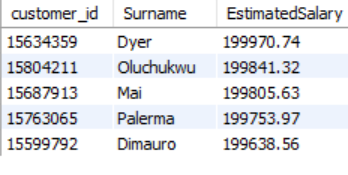 customer_id Surname EstimatedSalary
15634359 Dyer 199970.74
15804211 Oluchukwu 199841.32
15687913 Mai 199805.63
15763065 Palerma 199753.97
15599792 Dimauro 199638.56